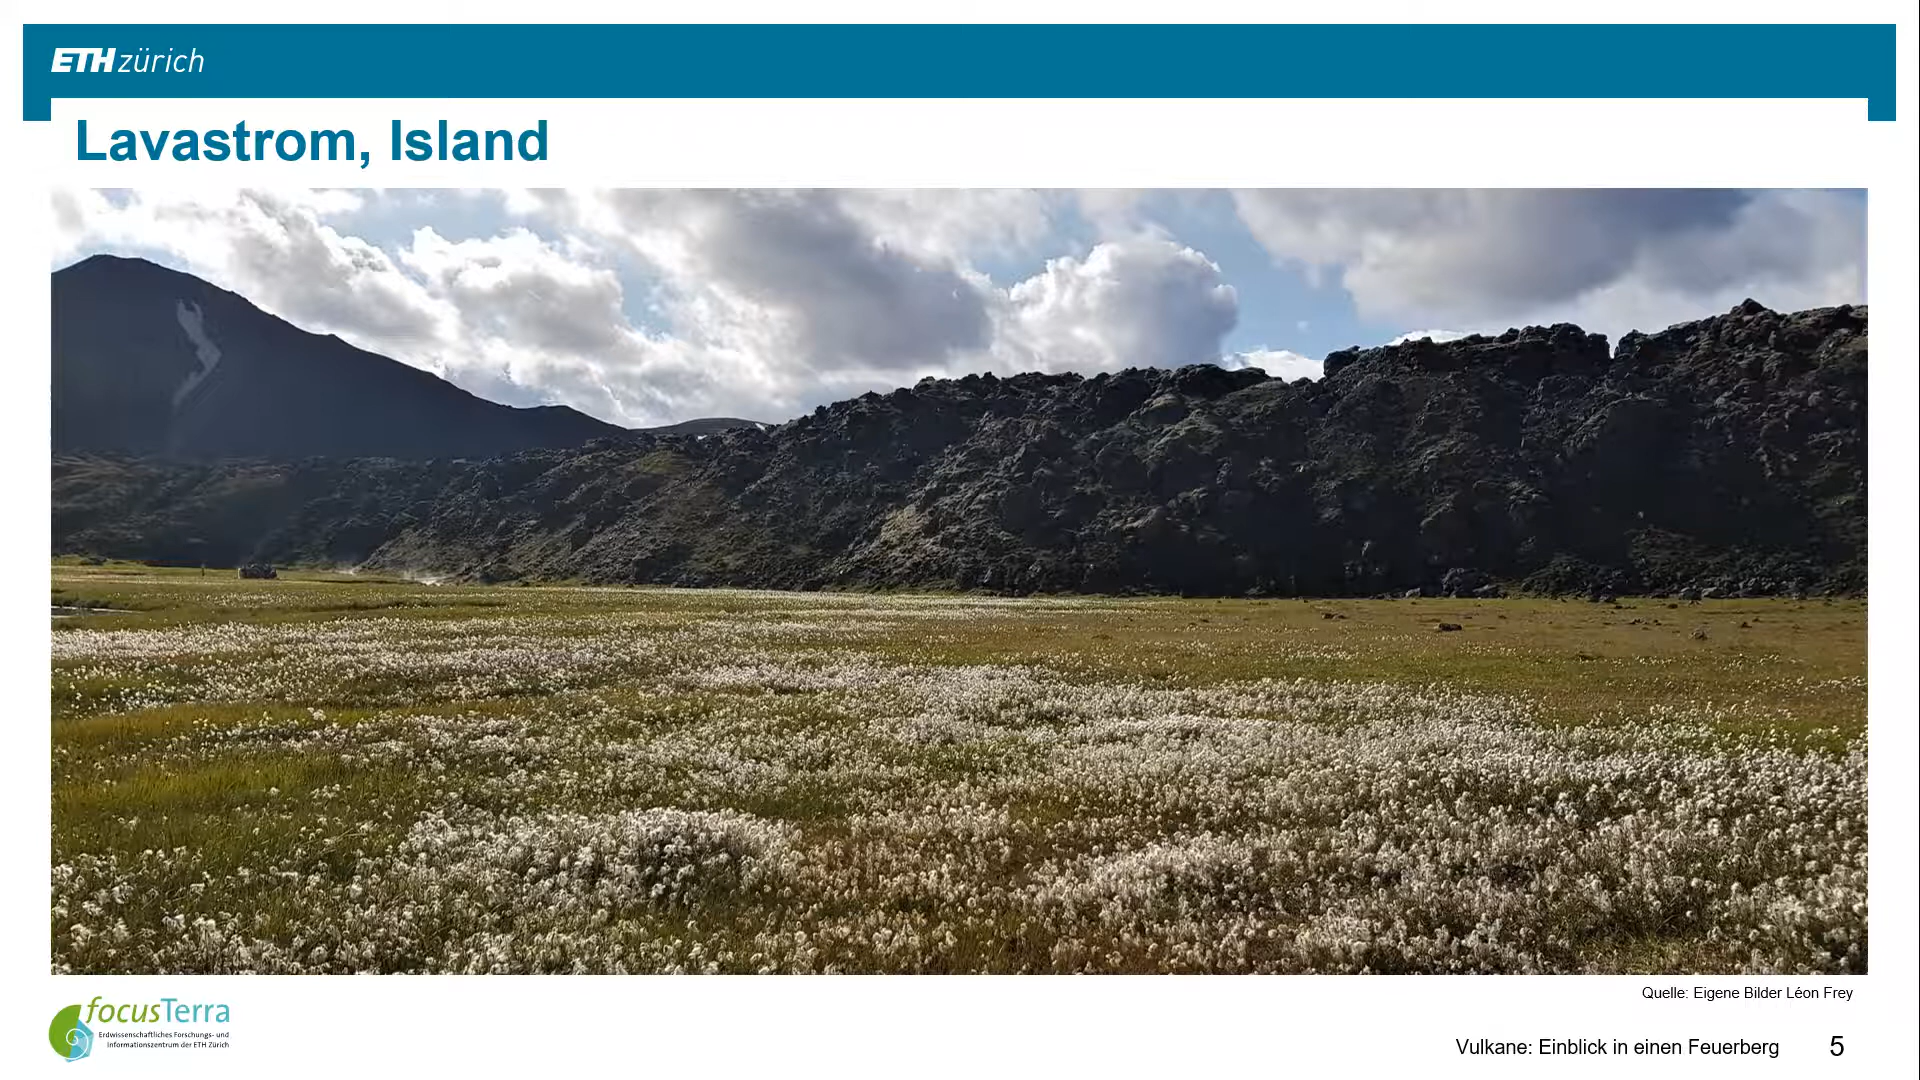 ETH zürich
Lavastrom, Island
Quelle: Eigene Bilder Léon Frey
focusTerra
Erdwissenschaftliches Forschungs- und
Informationszentrum der ETH Zürich
Vulkane: Einblick in einen Feuerberg 5